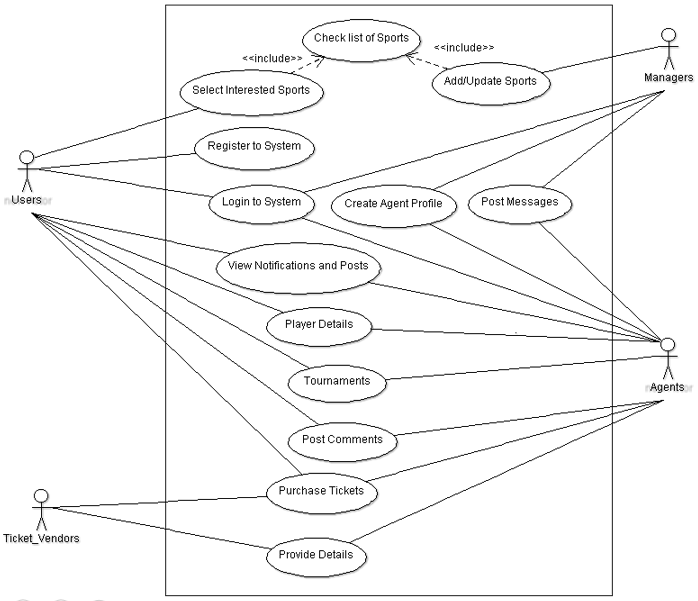 Check list of Sports
<<include>>
<<include>>
Managers
Add/Update Sports
Select Interested Sports
Register to System
Users
Login to System
Create Agent Profile
Post Messages
View Notifications and Posts
Player Details
Tournaments
Agents
Post Comments
Purchase Tickets
Ticket_Vendors
Provide Details